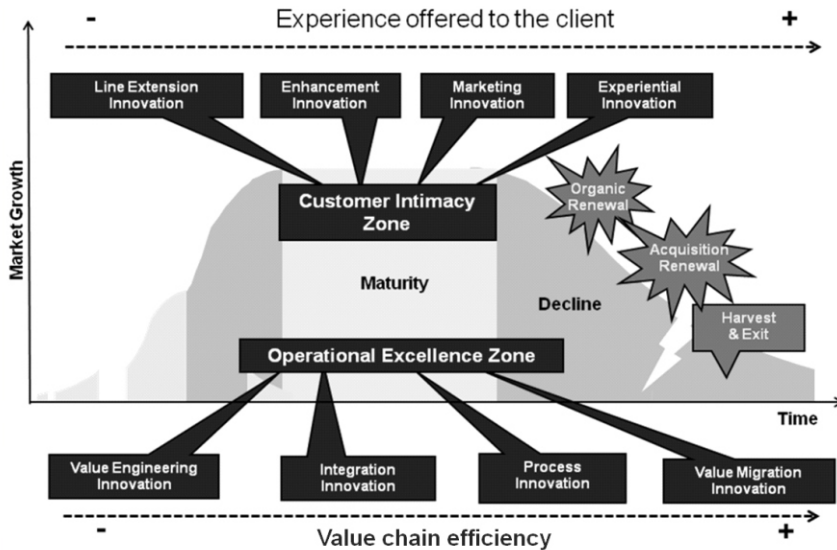 - Experience offered to the client +
Line Extension
Innovation
Enhancement
Innovation
Marketing
Innovation
Experiential
Innovation
Market Growth
Organic
Renewal
Customer Intimacy
Zone
Acquisition
Renewal
Maturity
Decline
Harvest
& Exit
Operational Excellence Zone
Time
Value Engineering
Innovation
Integration
Innovation
Process
Innovation
Value Migration
Innovation
- Value chain efficiency +